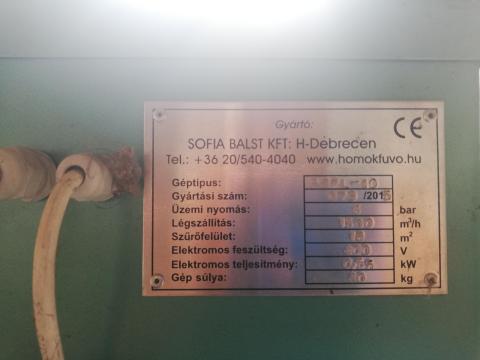 Gyártó:
SOFIA BALST KFT: H-Debrecen
CE
Tel.: +36 20/540-4040 www.homokfuvo.hu
Géptipus:
Gyártási szám: /2015
Üzemi nyomás: bar
Légszállítás: m³/h
Szűrőfelület: m²
Elektromos feszültség: V
Elektromos teljesítmény: kW
Gép súlya: kg